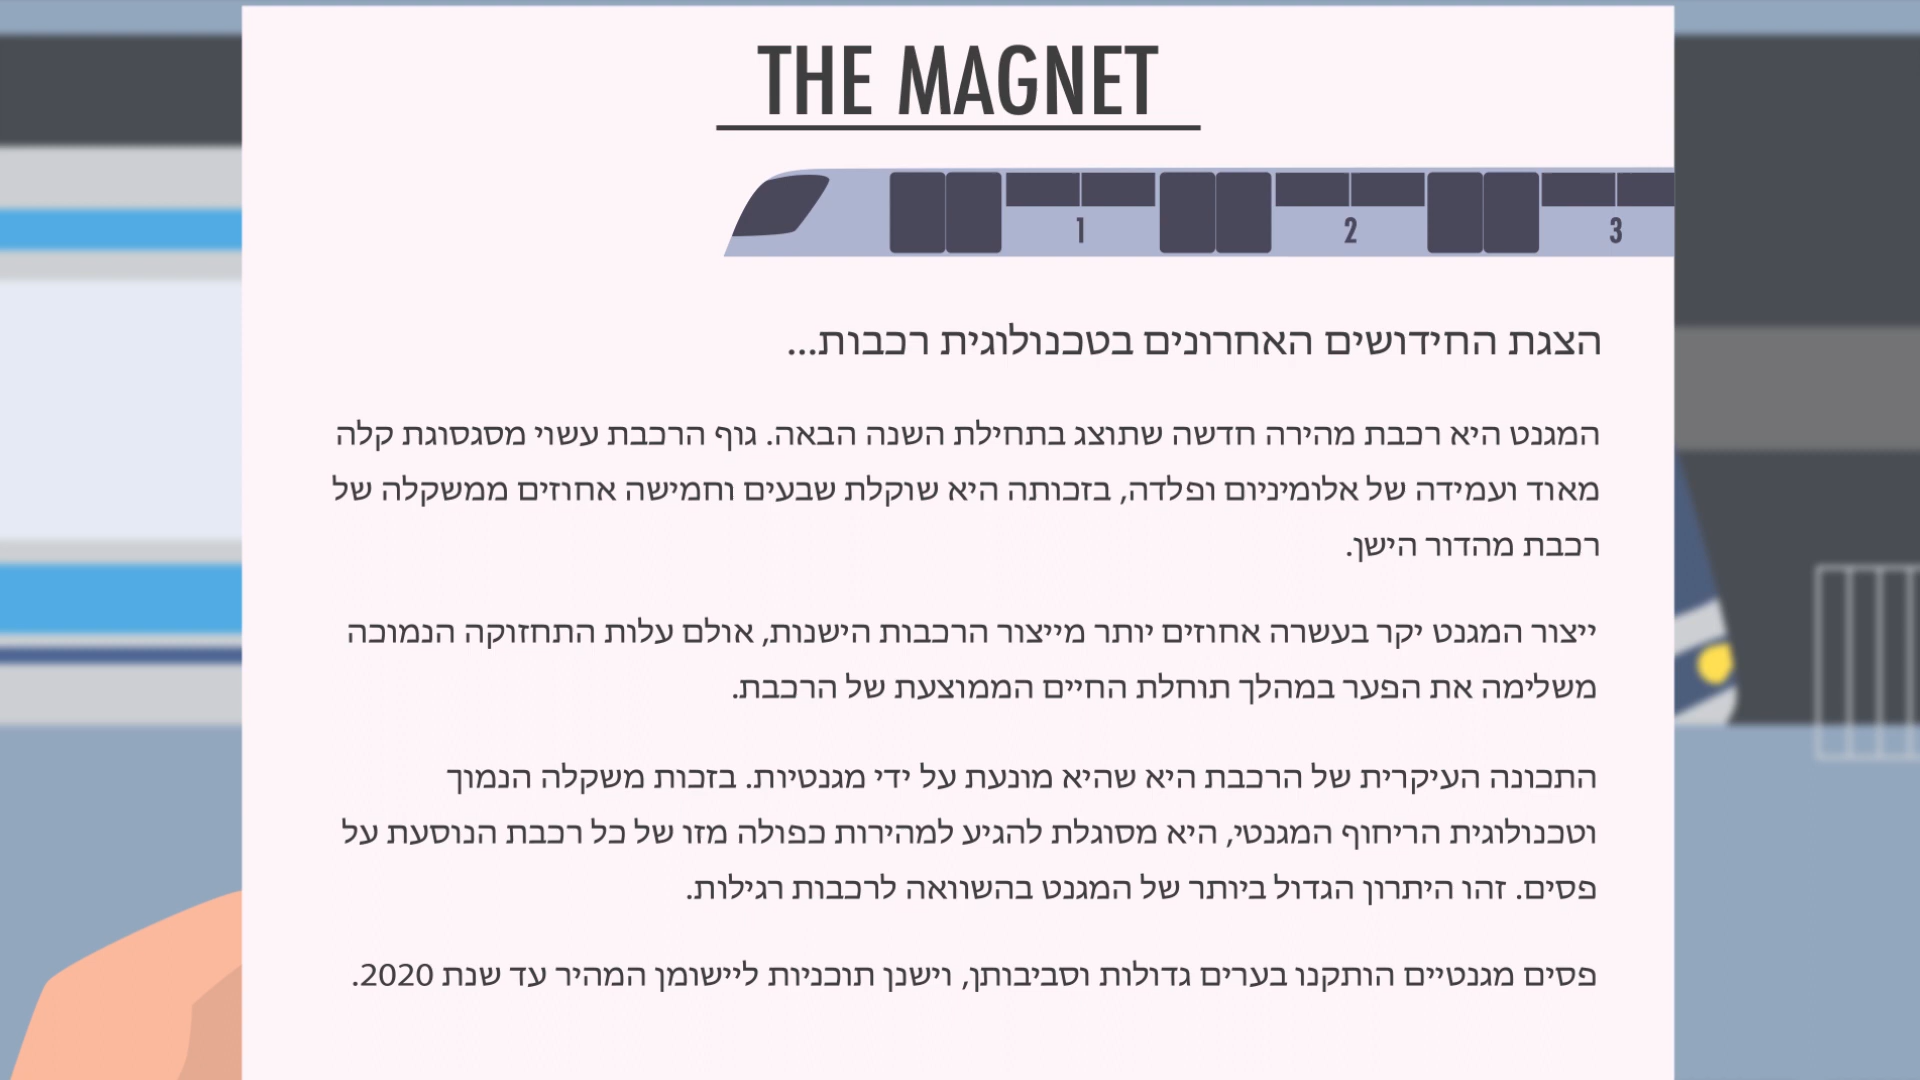 THE MAGNET
1 2 3
הצגת החידושים האחרונים בטכנולוגית רכבות...
המגנט היא רכבת מהירה חדשה שתוצג בתחילת השנה הבאה. גוף הרכבת עשוי מסגסוגת קלה
מאוד ועמידה של אלומיניום ופלדה, בזכותה היא שוקלת שבעים וחמישה אחוזים ממשקלה של
רכבת מהדור הישן.
ייצור המגנט יקר בעשרה אחוזים יותר מייצור הרכבות הישנות, אולם עלות התחזוקה הנמוכה
משלימה את הפער במהלך תוחלת החיים הממוצעת של הרכבת.
התכונה העיקרית של הרכבת היא שהיא מונעת על ידי מגנטיות. בזכות משקלה הנמוך
וטכנולוגית הריחוף המגנטי, היא מסוגלת להגיע למהירות כפולה מזו של כל רכבת הנוסעת על
פסים. זהו היתרון הגדול ביותר של המגנט בהשוואה לרכבות רגילות.
פסים מגנטיים הותקנו בערים גדולות וסביבותן, וישנן תוכניות ליישומן המהיר עד שנת 2020.